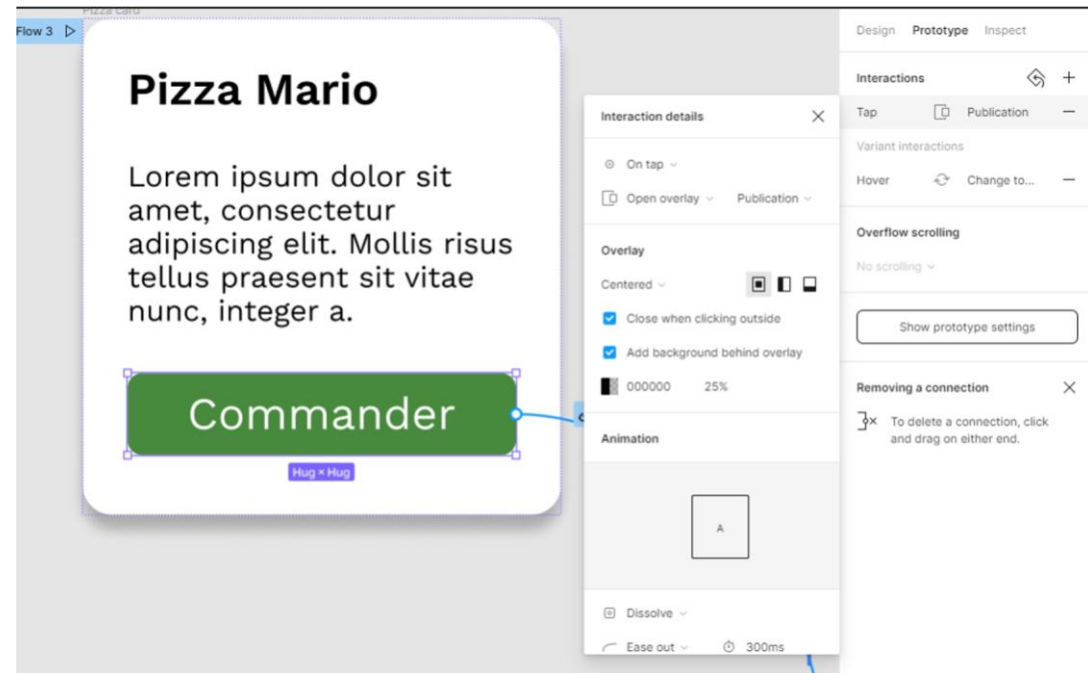 Pizza card
Flow 3
Pizza Mario
Lorem ipsum dolor sit
amet, consectetur
adipiscing elit. Mollis risus
tellus praesent sit vitae
nunc, integer a.
Commander
Hug × Hug
Interaction details
On tap
Open overlay Publication
Overlay
Centered
Close when clicking outside
Add background behind overlay
000000 25%
Animation
A
Dissolve
Ease out 300ms
Design Prototype Inspect
Interactions
Tap Publication
Variant interactions
Hover Change to...
Overflow scrolling
No scrolling
Show prototype settings
Removing a connection
To delete a connection, click
and drag on either end.